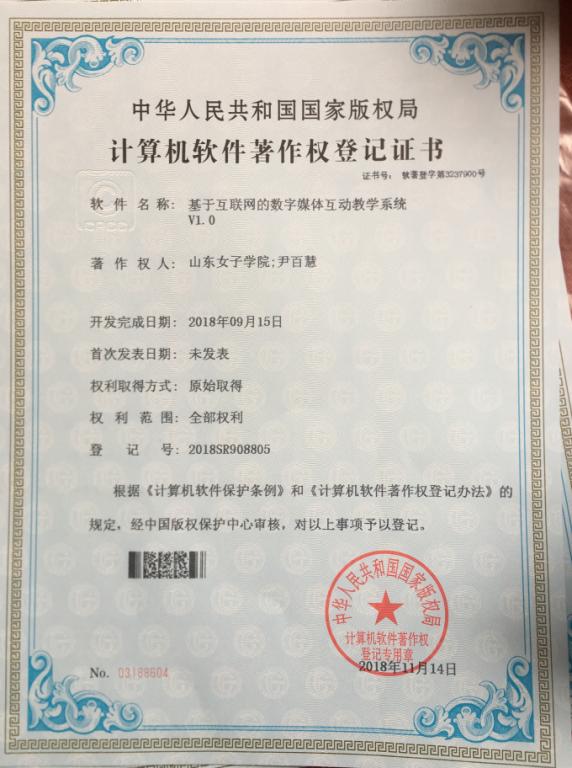 中华人民共和国国家版权局
计算机软件著作权登记证书
证书号： 软著登字第3237900号
软件名称： 基于互联网的数字媒体互动教学系统
V1.0
著作权人： 山东女子学院;尹百慧
开发完成日期： 2018年09月15日
首次发表日期： 未发表
权利取得方式： 原始取得
权利范围： 全部权利
登记号： 2018SR908805
根据《计算机软件保护条例》和《计算机软件著作权登记办法》的
规定，经中国版权保护中心审核，对以上事项予以登记。
中华人民共和国国家版权局
计算机软件著作权
登记专用章
2018年11月14日
No. 03188604
CPCC